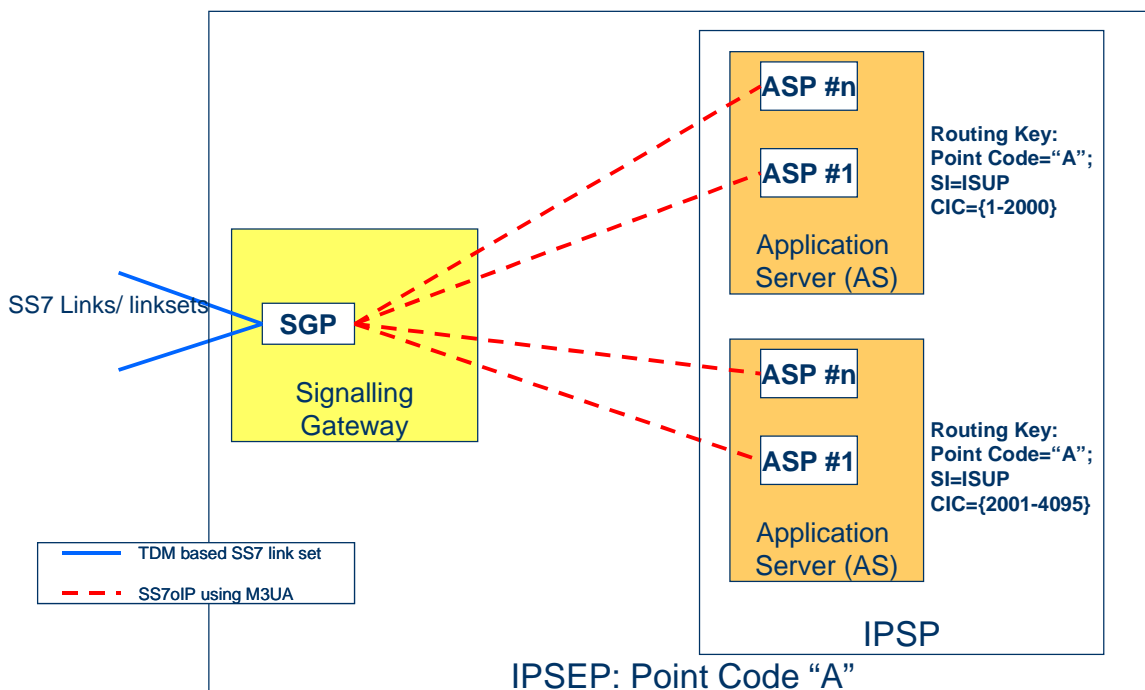 ASP #n
ASP #1
Application
Server (AS)
Routing Key:
Point Code=“A”;
SI=ISUP
CIC={1-2000}
SS7 Links/ linksets
SGP
Signalling
Gateway
ASP #n
ASP #1
Application
Server (AS)
Routing Key:
Point Code=“A”;
SI=ISUP
CIC={2001-4095}
TDM based SS7 link set
SS7oIP using M3UA
IPSP
IPSEP: Point Code “A”